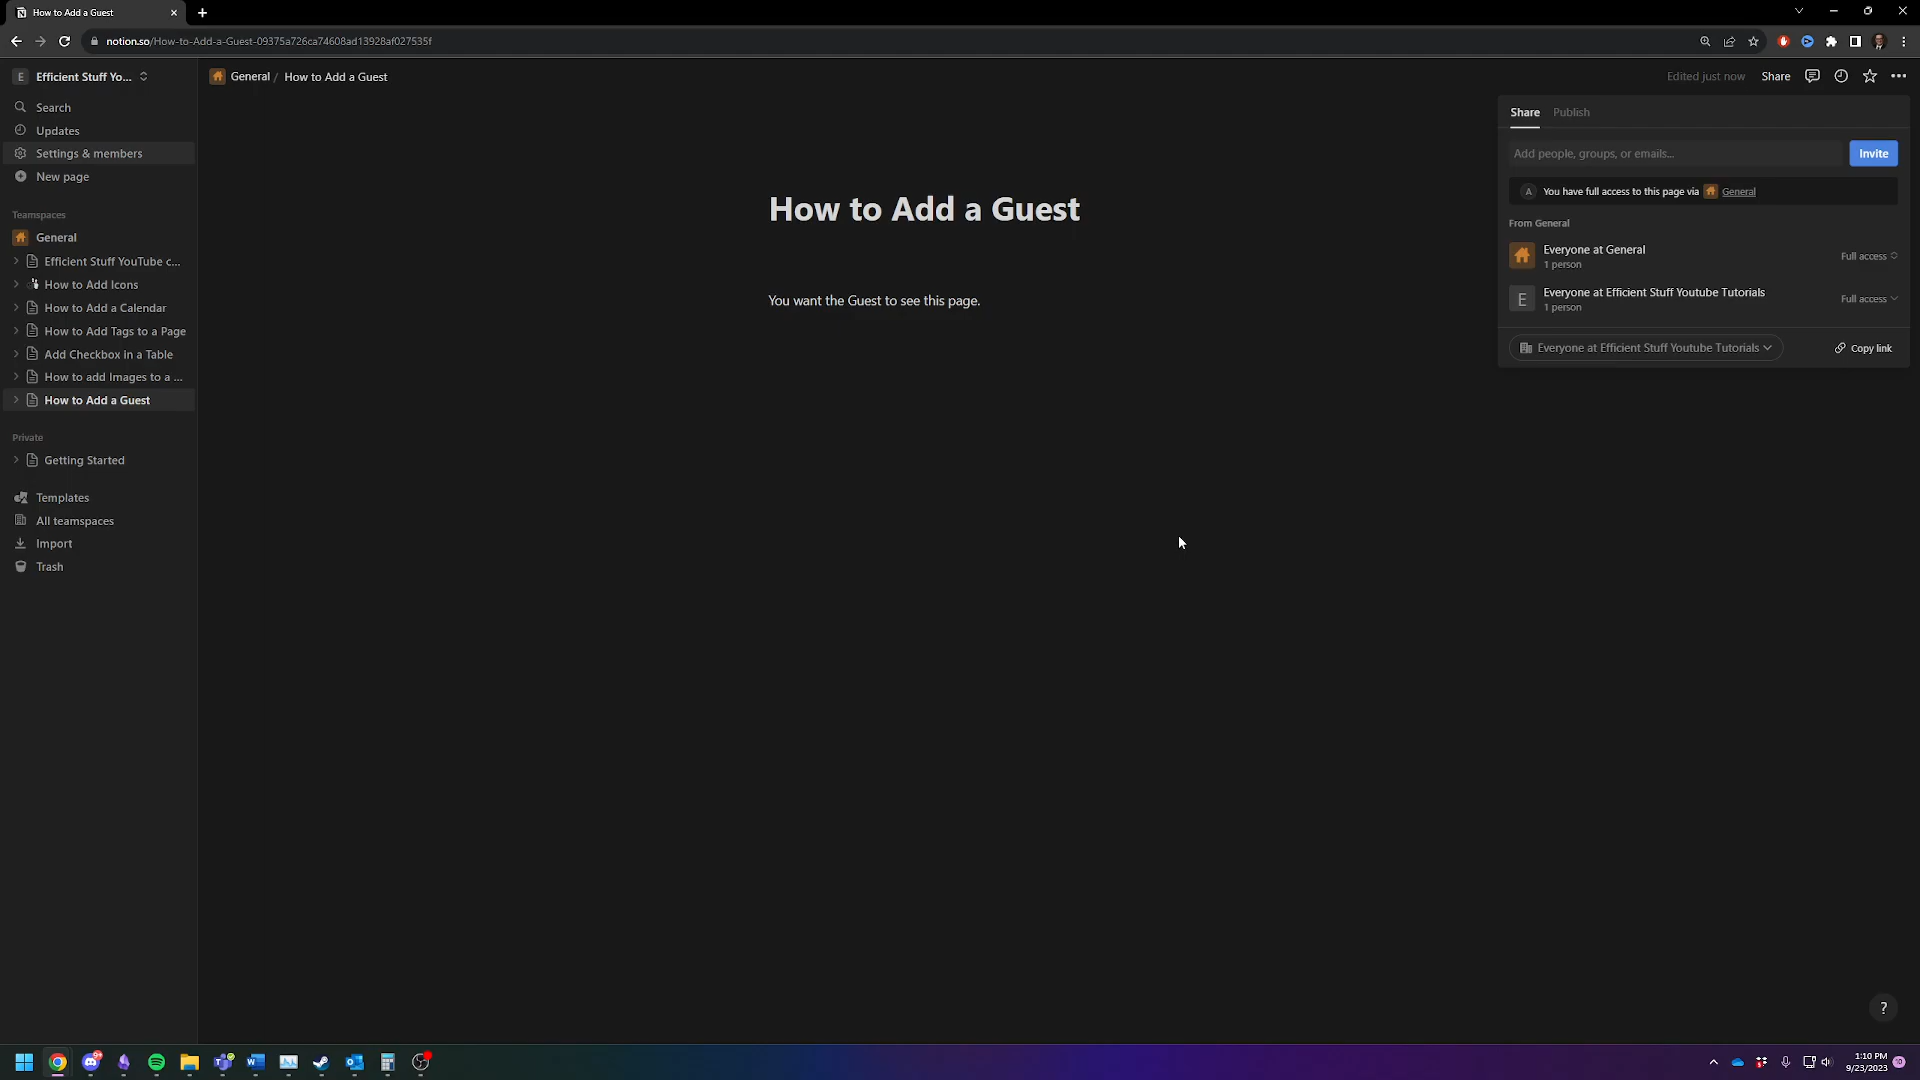 How to Add a Guest
notion.so/How-to-Add-a-Guest-09375a726ca74608ad13928af027535f
E Efficient Stuff Yo...
General / How to Add a Guest
Edited just now
Share
Search
Updates
Settings & members
New page
Teamspaces
General
Efficient Stuff YouTube c...
How to Add Icons
How to Add a Calendar
How to Add Tags to a Page
Add Checkbox in a Table
How to add Images to a ...
How to Add a Guest
Private
Getting Started
Templates
All teamspaces
Import
Trash
How to Add a Guest
You want the Guest to see this page.
Share Publish
Add people, groups, or emails...
Invite
A You have full access to this page via General
From General
Everyone at General
1 person
Full access
E Everyone at Efficient Stuff Youtube Tutorials
1 person
Full access
Everyone at Efficient Stuff Youtube Tutorials
Copy link
?
1:10 PM
9/23/2023